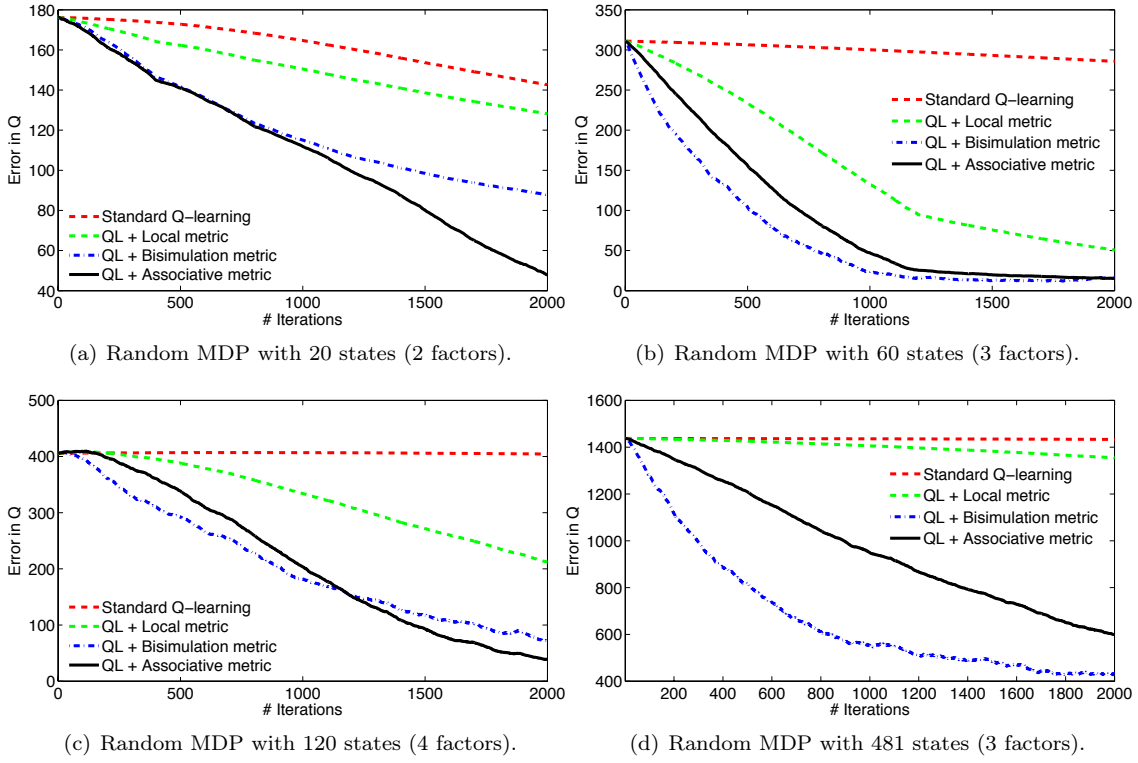 180
160
140
120
100
80
60
40
Error in Q
Standard Q−learning
QL + Local metric
QL + Bisimulation metric
QL + Associative metric
0 500 1000 1500 2000
# Iterations
(a) Random MDP with 20 states (2 factors).
350
300
250
200
150
100
50
0
Error in Q
Standard Q−learning
QL + Local metric
QL + Bisimulation metric
QL + Associative metric
0 500 1000 1500 2000
# Iterations
(b) Random MDP with 60 states (3 factors).
500
400
300
200
100
0
Error in Q
Standard Q−learning
QL + Local metric
QL + Bisimulation metric
QL + Associative metric
0 500 1000 1500 2000
# Iterations
(c) Random MDP with 120 states (4 factors).
1600
1400
1200
1000
800
600
400
Error in Q
Standard Q−learning
QL + Local metric
QL + Bisimulation metric
QL + Associative metric
200 400 600 800 1000 1200 1400 1600 1800 2000
# Iterations
(d) Random MDP with 481 states (3 factors).